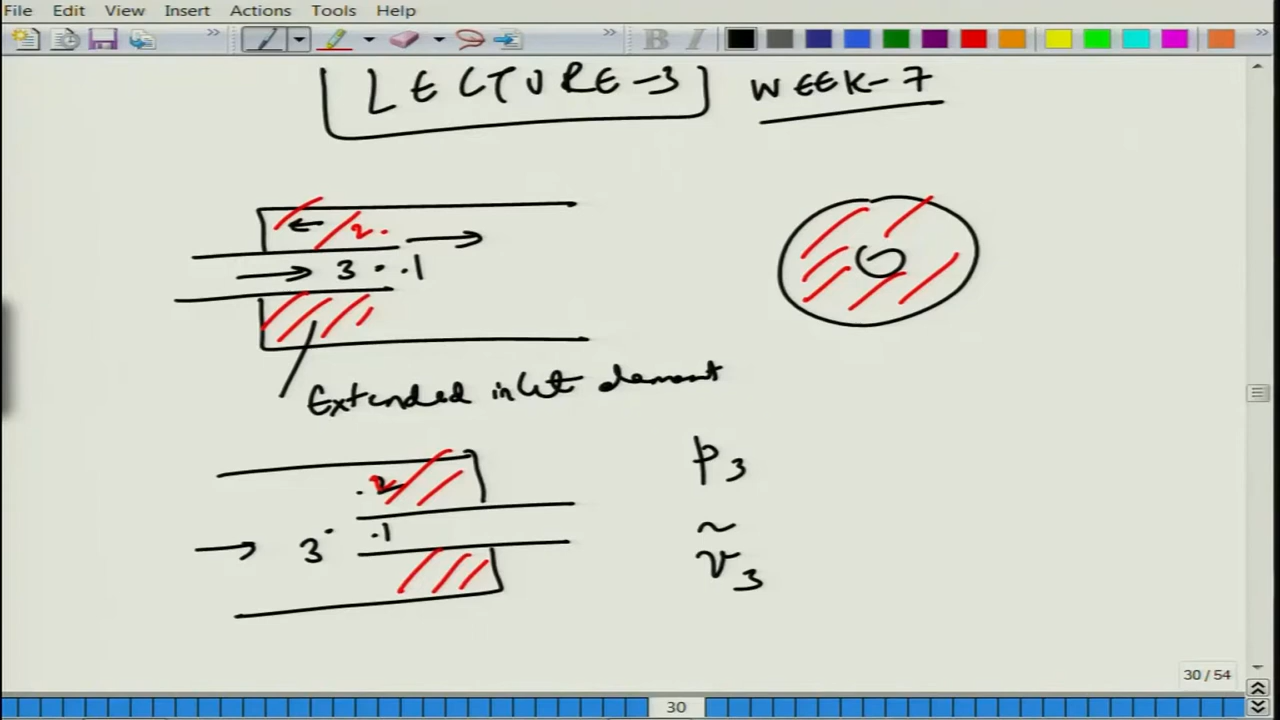 File Edit View Insert Actions Tools Help
LECTURE-3 WEEK-7
2.
3 . .1
Extended inlet element
.2
3 . .1
p3
ṽ3
30 / 54
30